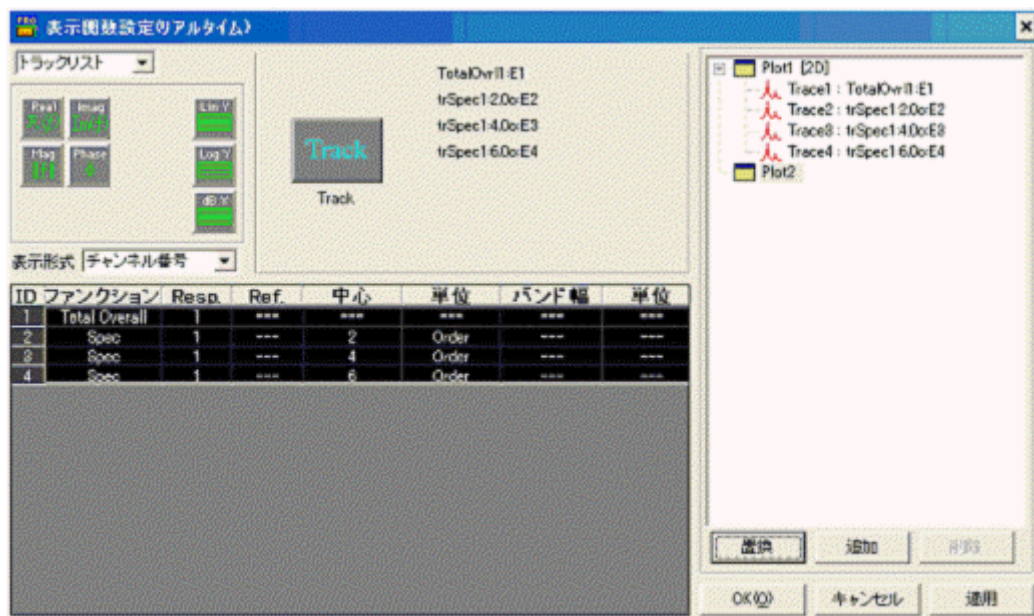 表示関数設定(リアルタイム)
トラックリスト
Real
Imag
Mag
Phase
Lin Y
Log Y
dB Y
表示形式 チャンネル番号
Track
Track
TotalOvrl1:E1
trSpec1:2.0o:E2
trSpec1:4.0o:E3
trSpec1:6.0o:E4
ID ファンクション Resp. Ref. 中心 単位 バンド幅 単位
1 Total Overall 1 --- --- --- --- ---
2 Spec 1 --- 2 Order --- ---
3 Spec 1 --- 4 Order --- ---
4 Spec 1 --- 6 Order --- ---
Plot1 [2D]
Trace1 : TotalOvrl1:E1
Trace2 : trSpec1:2.0o:E2
Trace3 : trSpec1:4.0o:E3
Trace4 : trSpec1:6.0o:E4
Plot2
置換 追加 削除
OK(O) キャンセル 適用